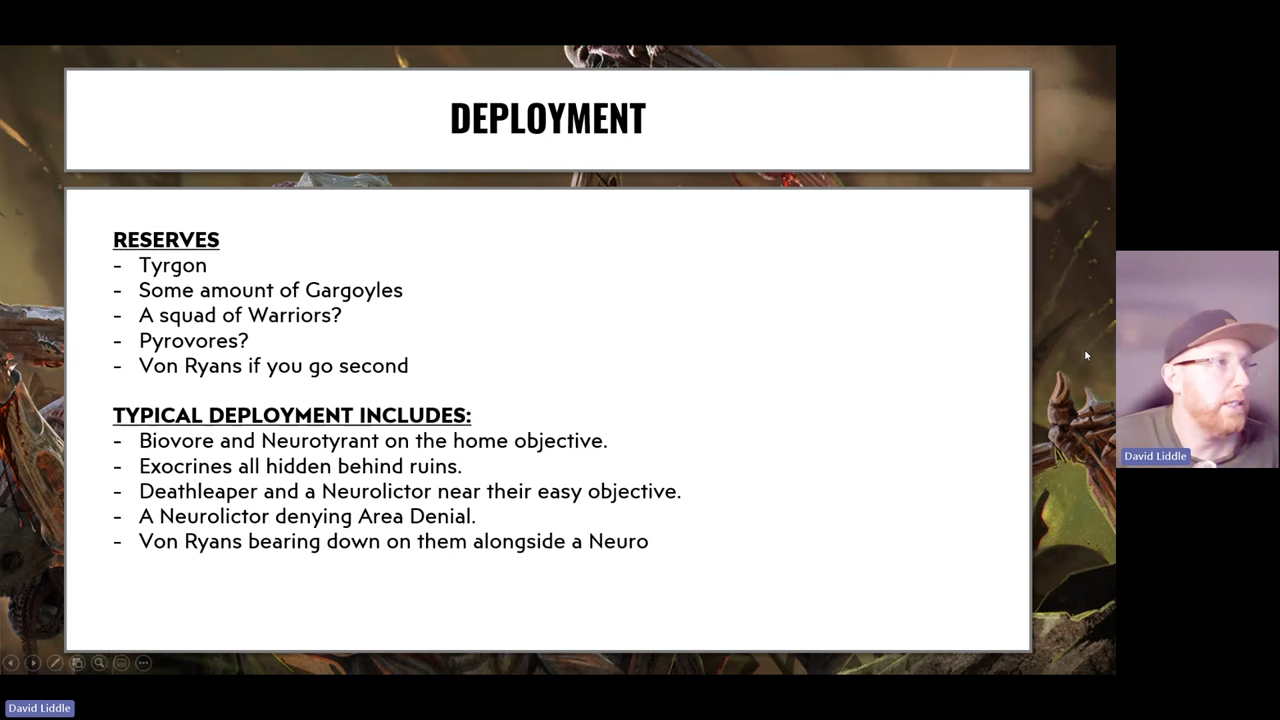 DEPLOYMENT
RESERVES
- Tyrgon
- Some amount of Gargoyles
- A squad of Warriors?
- Pyrovores?
- Von Ryans if you go second
TYPICAL DEPLOYMENT INCLUDES:
- Biovore and Neurotyrant on the home objective.
- Exocrines all hidden behind ruins.
- Deathleaper and a Neurolictor near their easy objective.
- A Neurolictor denying Area Denial.
- Von Ryans bearing down on them alongside a Neuro
David Liddle
David Liddle